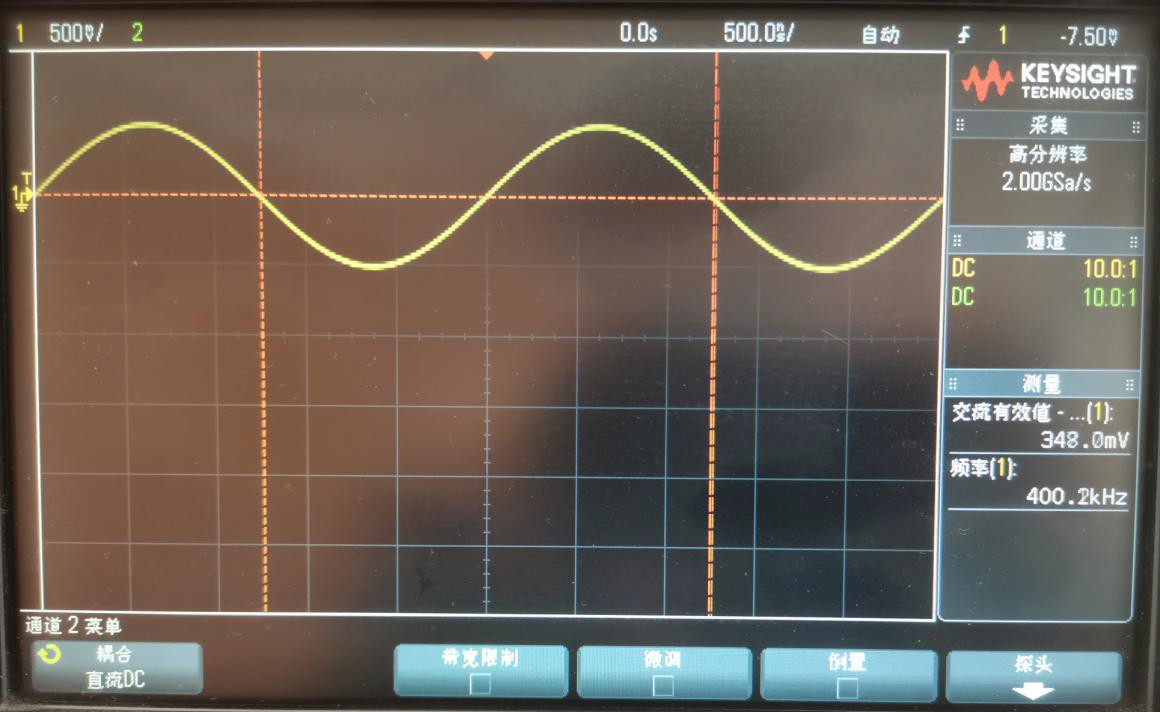 1 500mV/ 2 0.0s 500.0ns/ 自动 1 -7.50mV
KEYSIGHT
TECHNOLOGIES
采集
高分辨率
2.00GSa/s
通道
DC 10.0:1
DC 10.0:1
测量
交流有效值 - ...(1):
348.0mV
频率(1):
400.2kHz
T
1
通道 2 菜单
耦合
直流DC
带宽限制
微调
倒置
探头